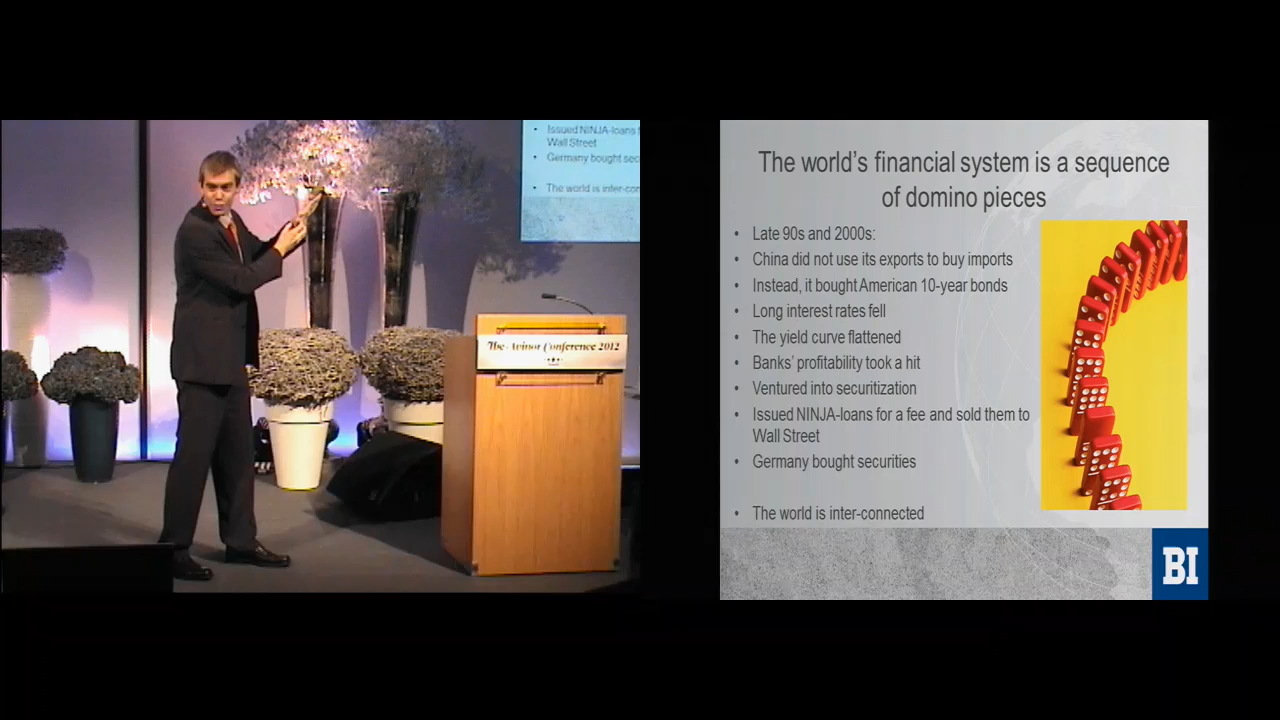 Issued NINJA-loans
Wall Street
Germany bought sec
The world is inter-con
The Avinor Conference 2012
The world's financial system is a sequence
of domino pieces
• Late 90s and 2000s:
• China did not use its exports to buy imports
• Instead, it bought American 10-year bonds
• Long interest rates fell
• The yield curve flattened
• Banks' profitability took a hit
• Ventured into securitization
• Issued NINJA-loans for a fee and sold them to
Wall Street
• Germany bought securities
• The world is inter-connected
BI